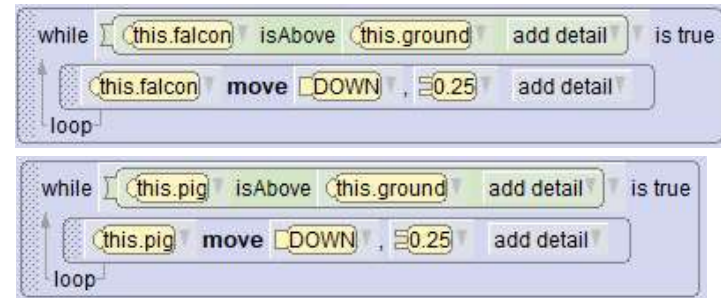 while this.falcon isAbove this.ground add detail is true
this.falcon move DOWN , 0.25 add detail
loop
while this.pig isAbove this.ground add detail is true
this.pig move DOWN , 0.25 add detail
loop